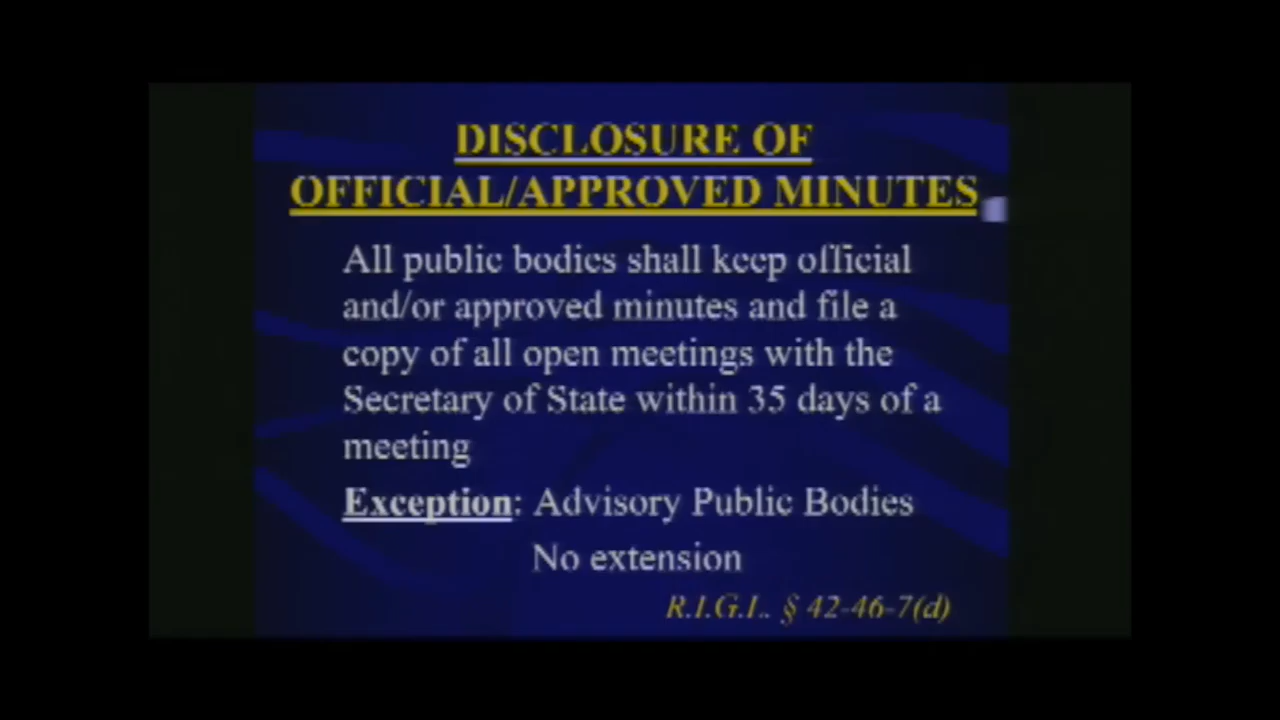 DISCLOSURE OF
OFFICIAL/APPROVED MINUTES
All public bodies shall keep official
and/or approved minutes and file a
copy of all open meetings with the
Secretary of State within 35 days of a
meeting
Exception: Advisory Public Bodies
No extension
R.I.G.L. § 42-46-7(d)